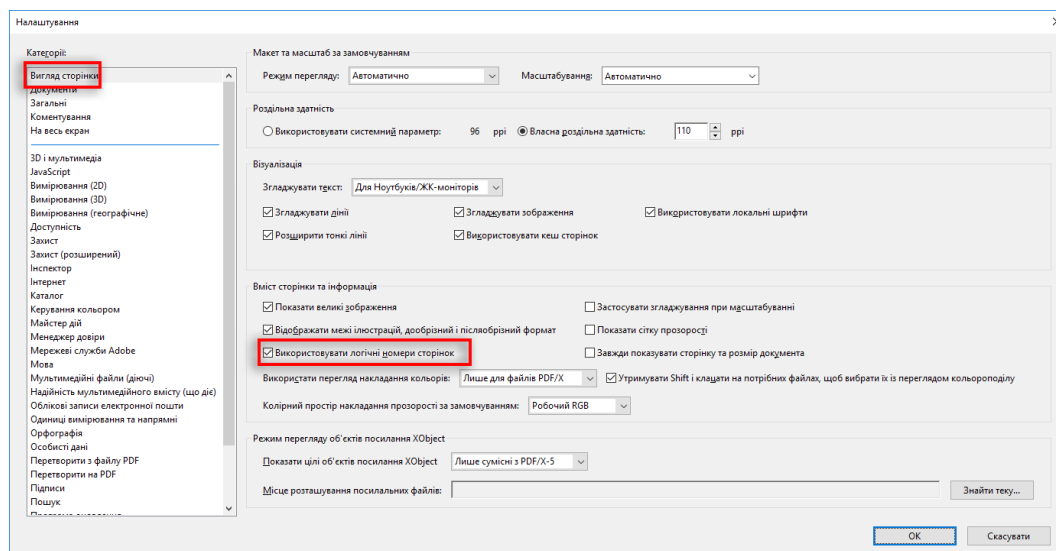 Налаштування
Категорії:
Вигляд сторінки
Документи
Загальні
Коментування
На весь екран
3D і мультимедіа
JavaScript
Вимірювання (2D)
Вимірювання (3D)
Вимірювання (географічне)
Доступність
Захист
Захист (розширений)
Інспектор
Інтернет
Каталог
Керування кольором
Майстер дій
Менеджер довіри
Мережеві служби Adobe
Мова
Мультимедійні файли (діючі)
Надійність мультимедійного вмісту (що діє)
Облікові записи електронної пошти
Одиниці вимірювання та напрямні
Орфографія
Особисті дані
Перетворити з файлу PDF
Перетворити на PDF
Підписи
Пошук
Макет та масштаб за замовчуванням
Режим перегляду: Автоматично Масштабування: Автоматично
Роздільна здатність
Використовувати системний параметр: 96 ppi Власна роздільна здатність: 110 ppi
Візуалізація
Згладжувати текст: Для Ноутбуків/ЖК-моніторів
Згладжувати лінії Згладжувати зображення Використовувати локальні шрифти
Розширити тонкі лінії Використовувати кеш сторінок
Вміст сторінки та інформація
Показати великі зображення Застосувати згладжування при масштабуванні
Відображати межі ілюстрацій, дообрізний і післяобрізний формат Показати сітку прозорості
Використовувати логічні номери сторінок Завжди показувати сторінку та розмір документа
Використати перегляд накладання кольорів: Лише для файлів PDF/X Утримувати Shift і клацати на потрібних файлах, щоб вибрати їх із переглядом кольороподілу
Колірний простір накладання прозорості за замовчуванням: Робочий RGB
Режим перегляду об'єктів посилання XObject
Показати цілі об'єктів посилання XObject Лише сумісні з PDF/X-5
Місце розташування посилальних файлів: Знайти теку...
ОК Скасувати